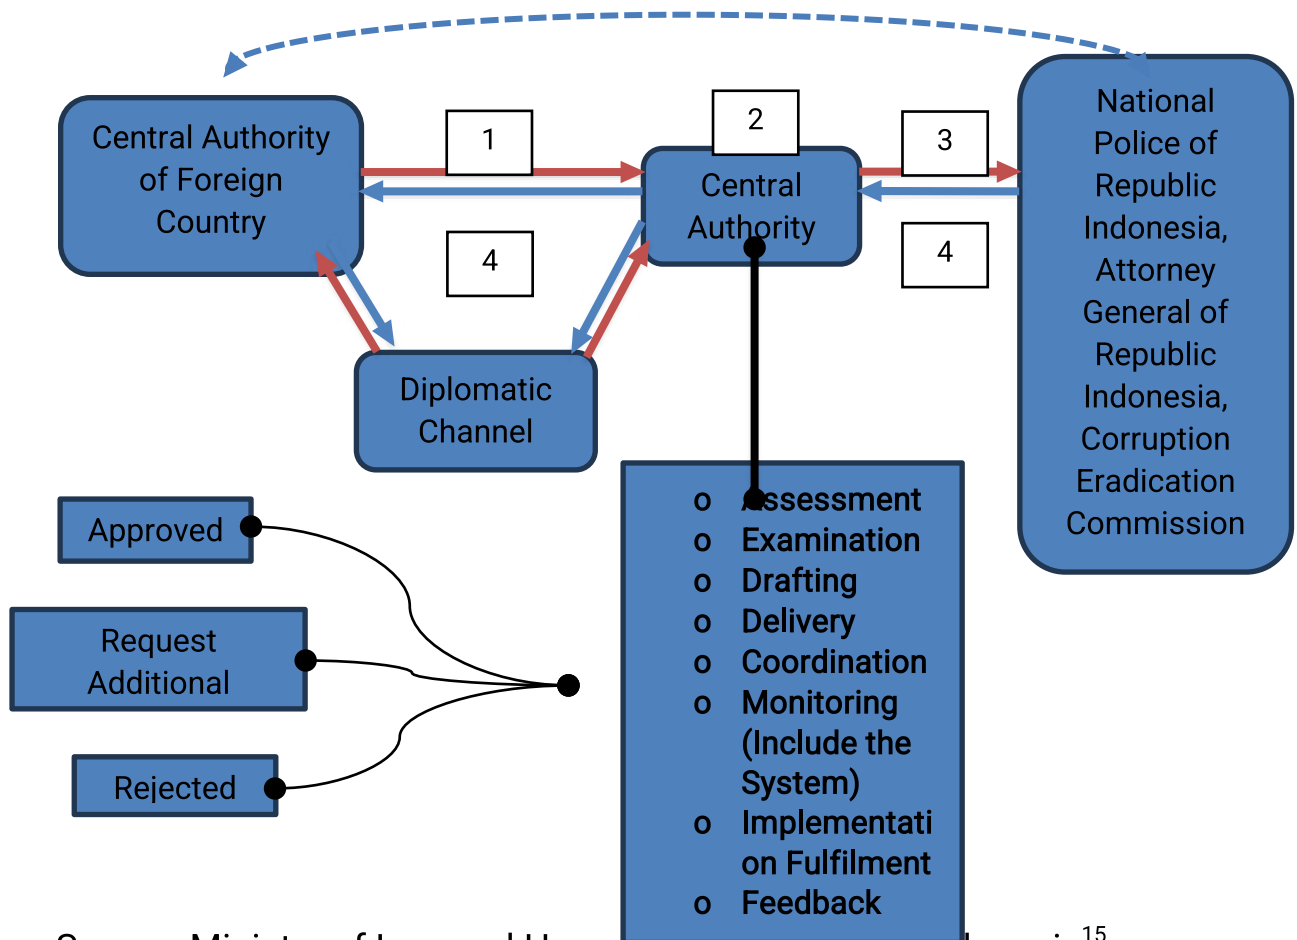 Central Authority
of Foreign
Country
1
2
3
Central
Authority
4
4
National
Police of
Republic
Indonesia,
Attorney
General of
Republic
Indonesia,
Corruption
Eradication
Commission
Diplomatic
Channel
Approved
Request
Additional
Rejected
o Assessment
o Examination
o Drafting
o Delivery
o Coordination
o Monitoring
(Include the
System)
o Implementati
on Fulfilment
o Feedback
15